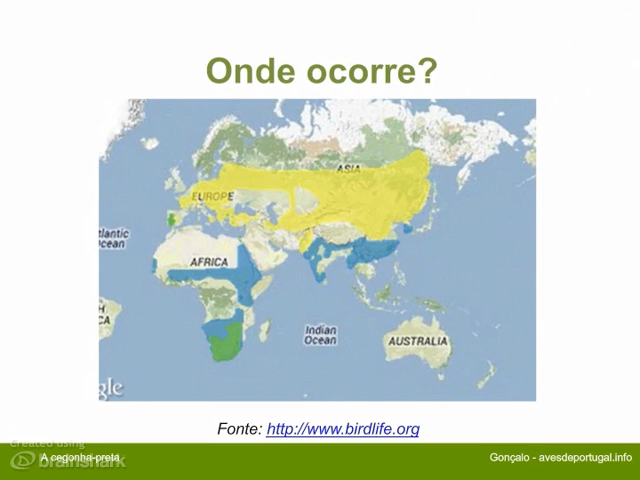 Onde ocorre?
ASIA
EUROPE
tlantic
cean
AFRICA
H
CA
Indian
Ocean
AUSTRALIA
gle
Fonte: http://www.birdlife.org
Created using
A cegonha-preta
brainshark
Gonçalo - avesdeportugal.info